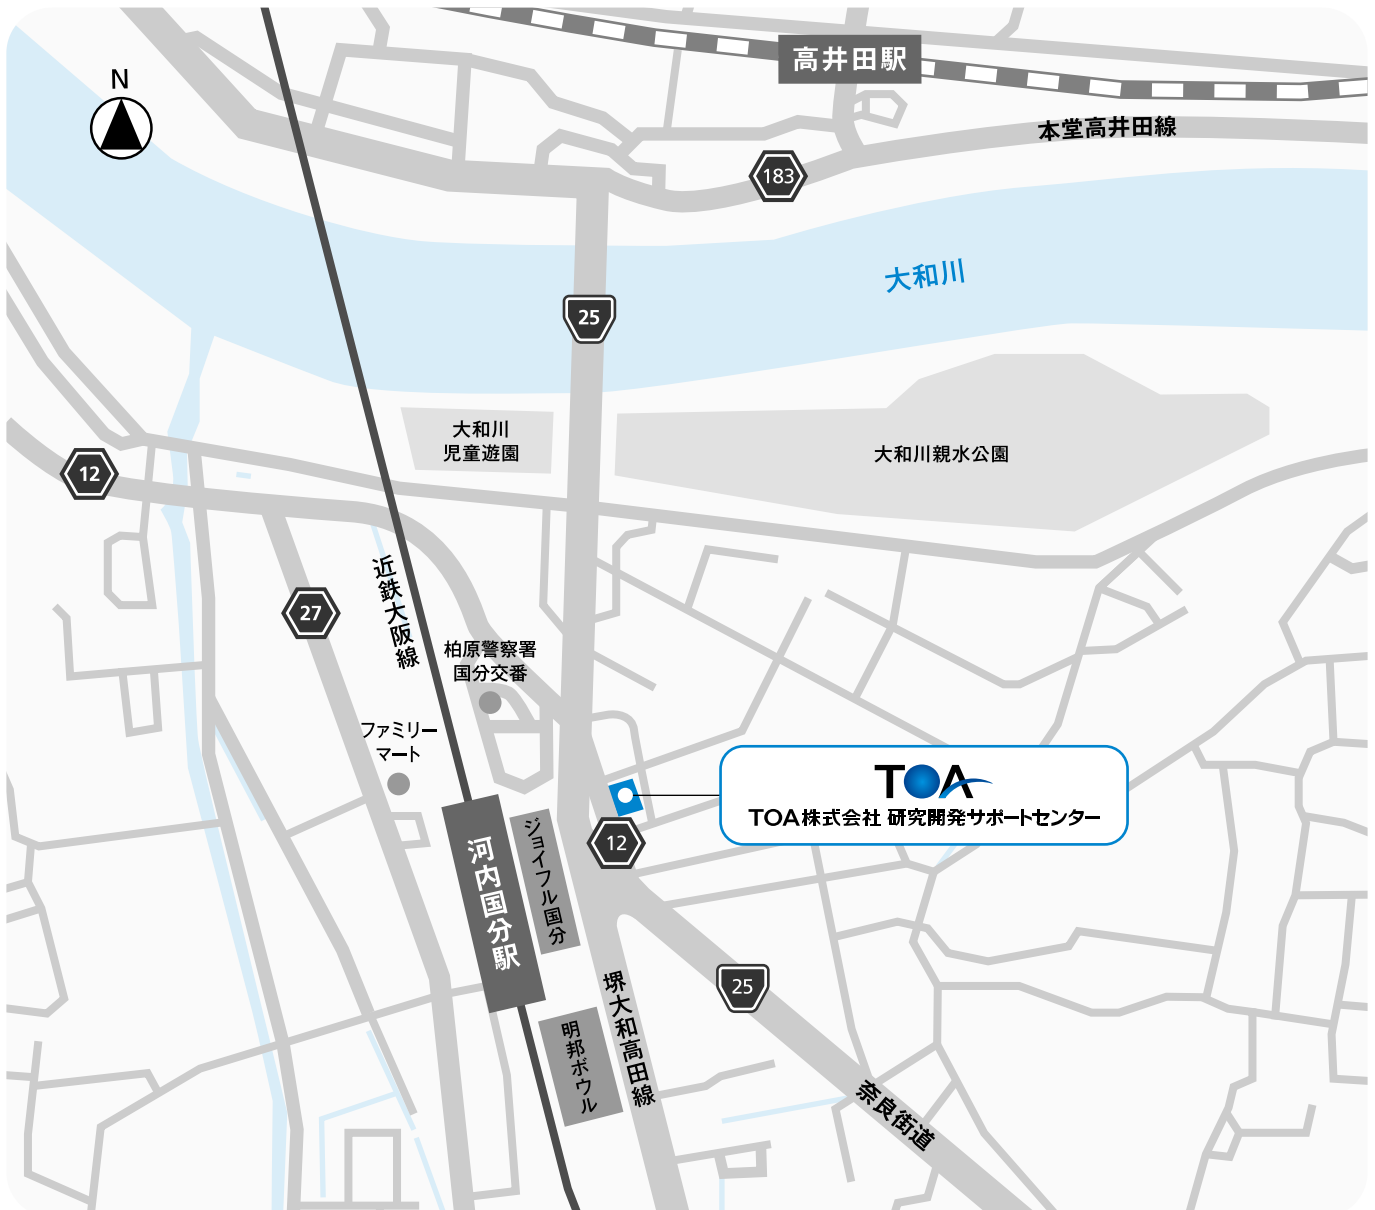 N
高井田駅
本堂高井田線
183
大和川
25
大和川
児童遊園
大和川親水公園
12
近鉄大阪線
27
柏原警察署
国分交番
ファミリー
マート
TOA
TOA株式会社 研究開発サポートセンター
河内国分駅
ジョイフル国分
12
堺大和高田線
25
明邦ボウル
奈良街道